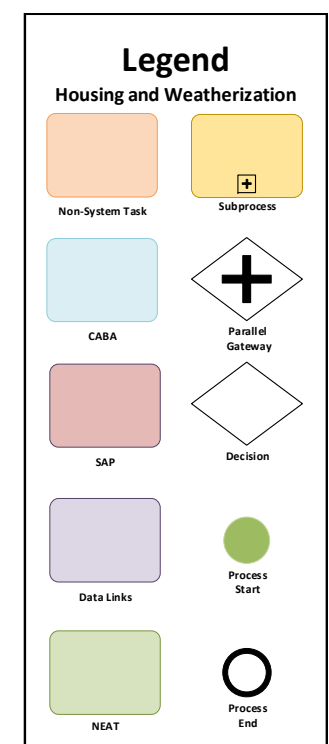 Legend
Housing and Weatherization
Non-System Task
Subprocess
CABA
Parallel
Gateway
SAP
Decision
Data Links
Process
Start
NEAT
Process
End